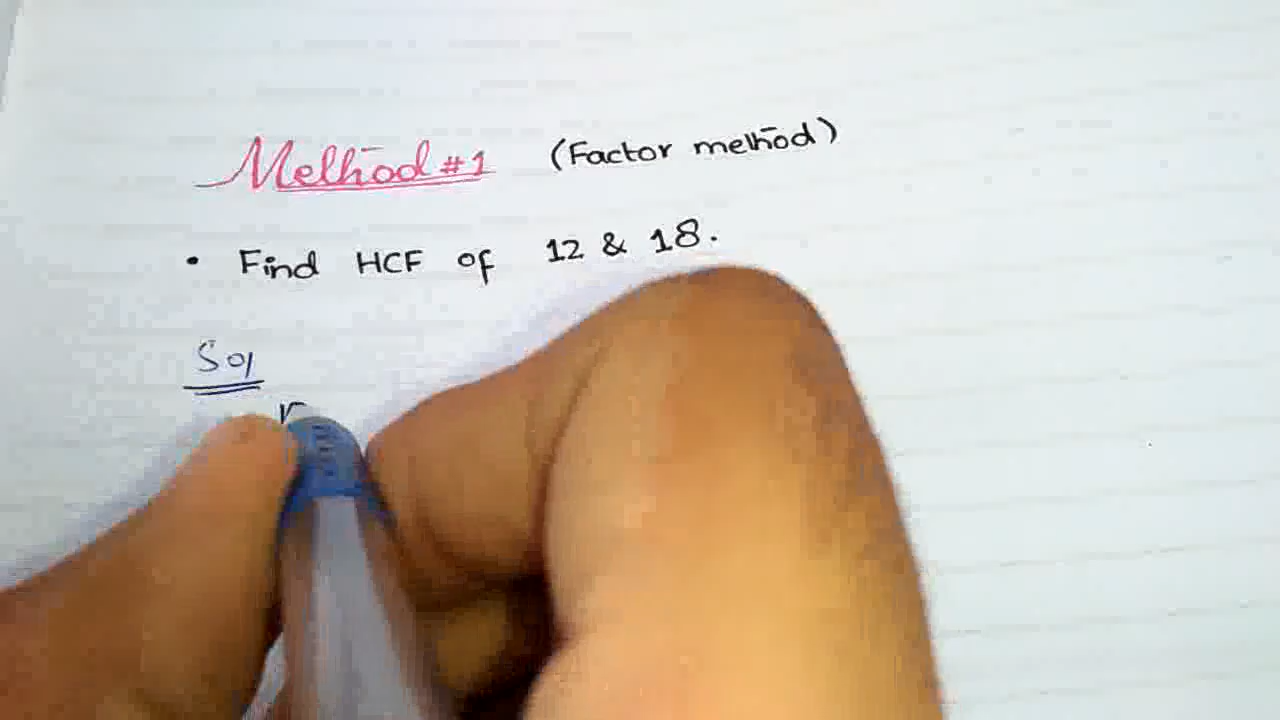 Method #1 (Factor method)
• Find HCF of 12 & 18.
Sol